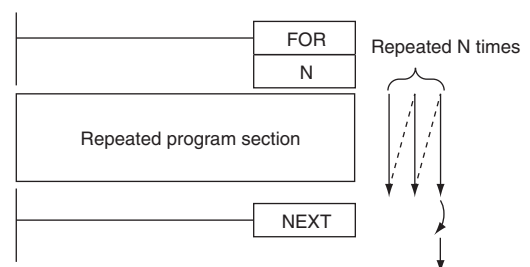 FOR
N
Repeated N times
Repeated program section
NEXT